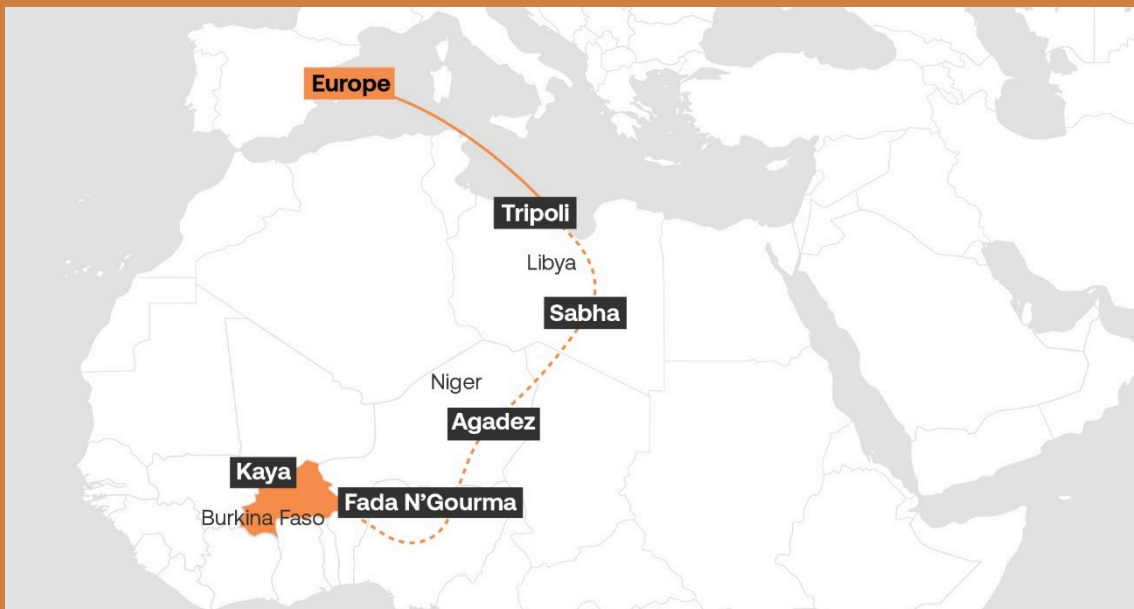 Europe
Tripoli
Libya
Sabha
Niger
Agadez
Kaya
Fada N’Gourma
Burkina Faso